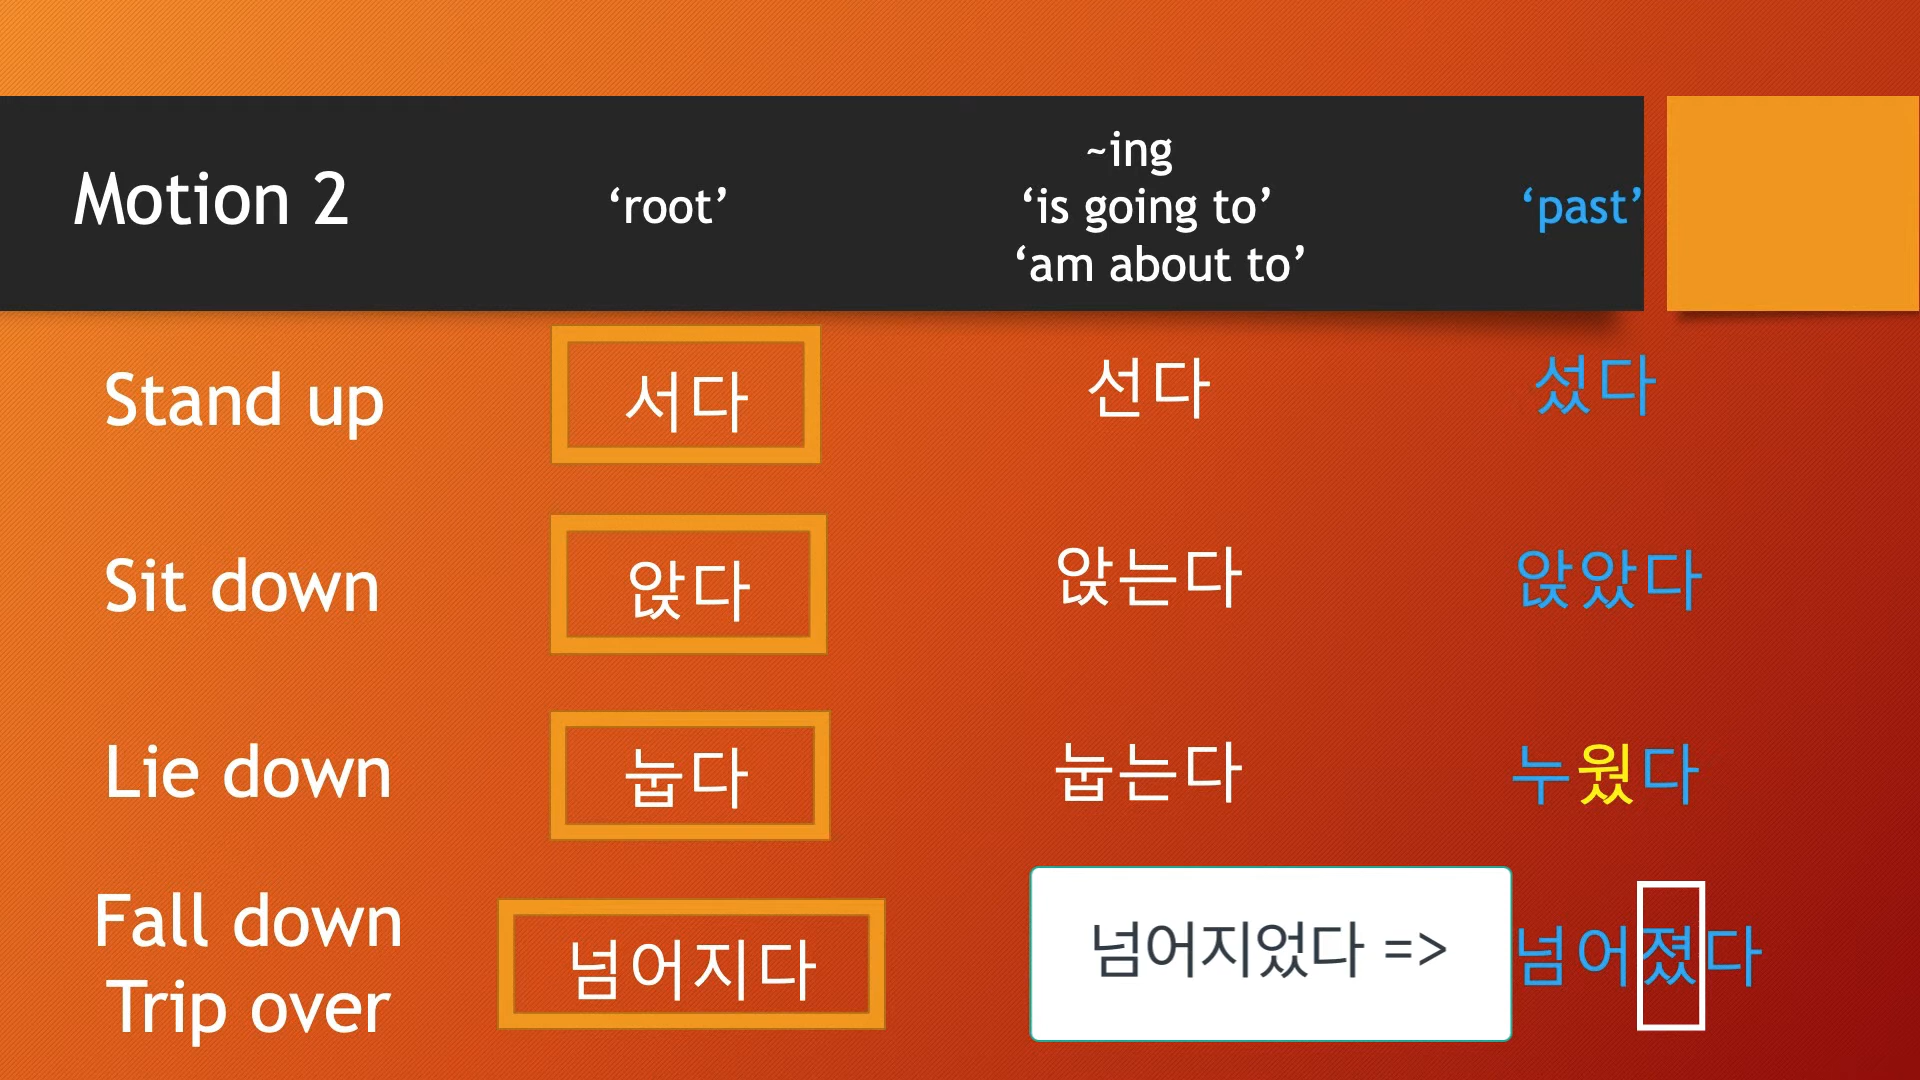 Motion 2
‘root’
~ing
‘is going to’
‘am about to’
‘past’
Stand up
서다
선다
섰다
Sit down
앉다
앉는다
앉았다
Lie down
눕다
눕는다
누웠다
Fall down
Trip over
넘어지다
넘어지었다 =>
넘어졌다